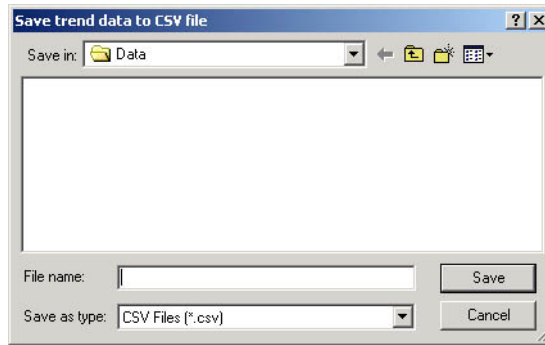 Save trend data to CSV file
Save in: Data
File name:
Save
Save as type: CSV Files (*.csv)
Cancel